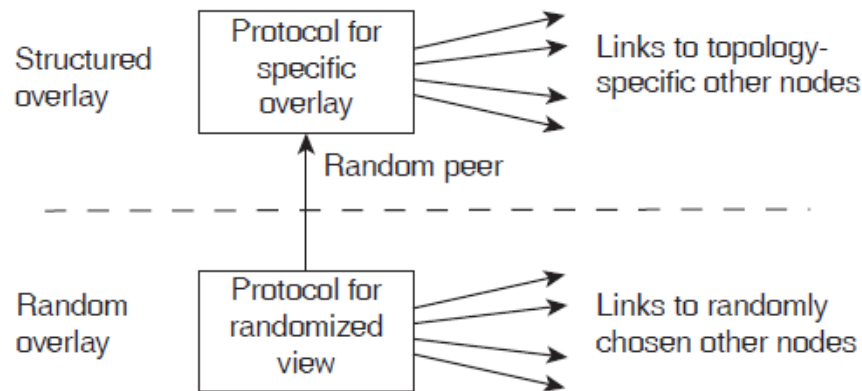 Structured
overlay
Protocol for
specific
overlay
Links to topology-
specific other nodes
Random peer
Random
overlay
Protocol for
randomized
view
Links to randomly
chosen other nodes